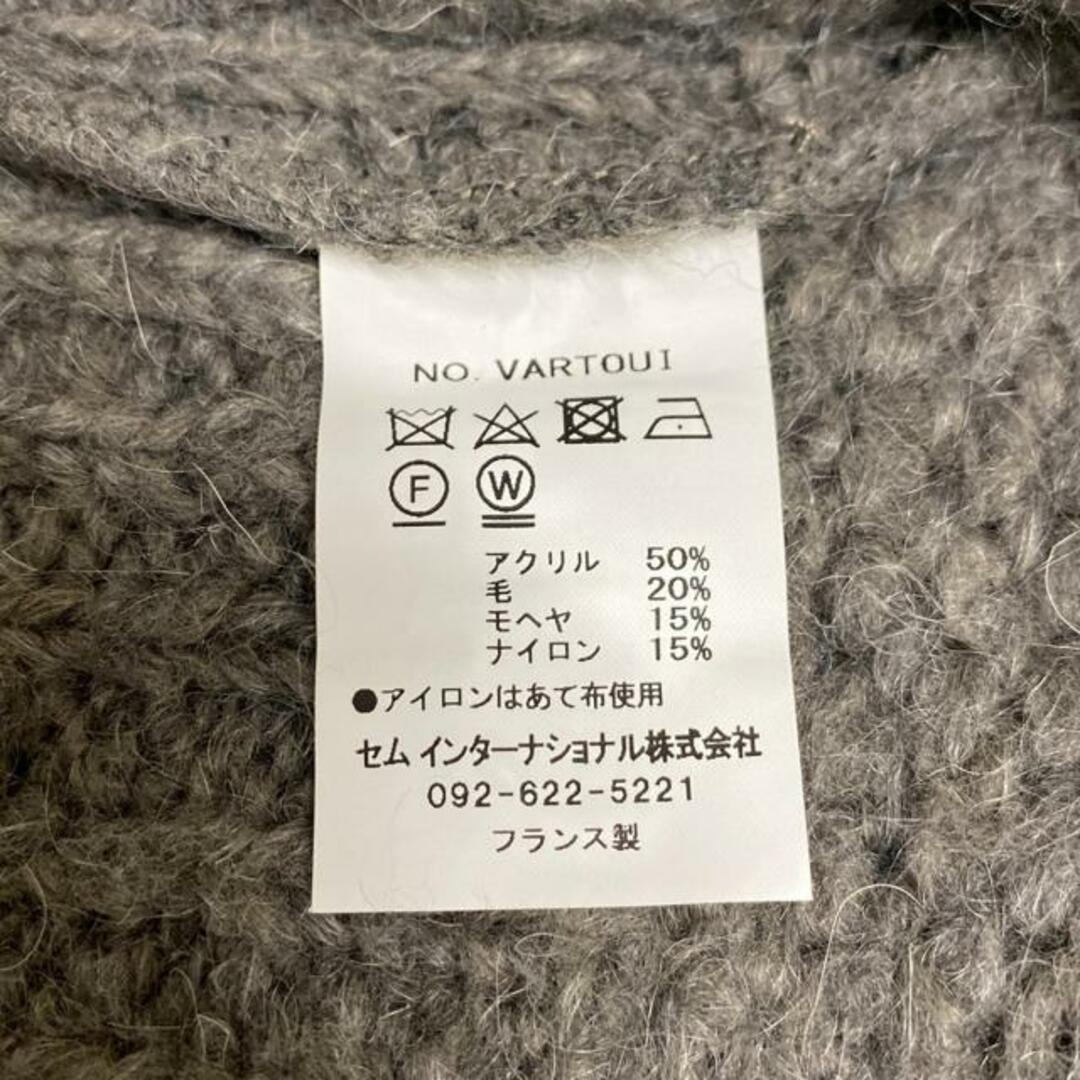 NO. VARTOUI
F W
アクリル 50%
毛 20%
モヘヤ 15%
ナイロン 15%
●アイロンはあて布使用
セム インターナショナル株式会社
092-622-5221
フランス製